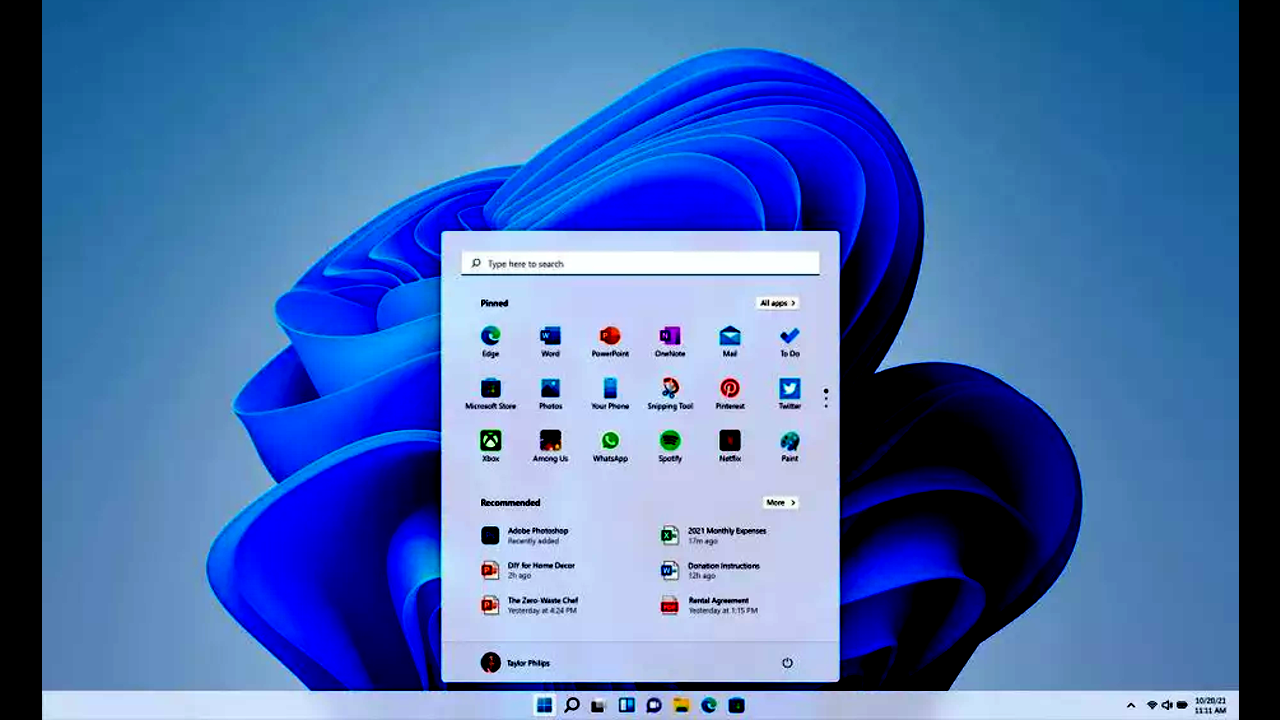 Type here to search
Pinned
All apps >
Edge
Word
PowerPoint
OneNote
Mail
To Do
Microsoft Store
Photos
Your Phone
Snipping Tool
Pinterest
Twitter
Xbox
Among Us
WhatsApp
Spotify
Netflix
Paint
Recommended
More >
Adobe Photoshop
Recently added
2021 Monthly Expenses
17m ago
DIY for Home Decor
2h ago
Donation Instructions
12h ago
The Zero-Waste Chef
Yesterday at 4:24 PM
Rental Agreement
Yesterday at 1:15 PM
Taylor Philips
10/20/21
11:11 AM